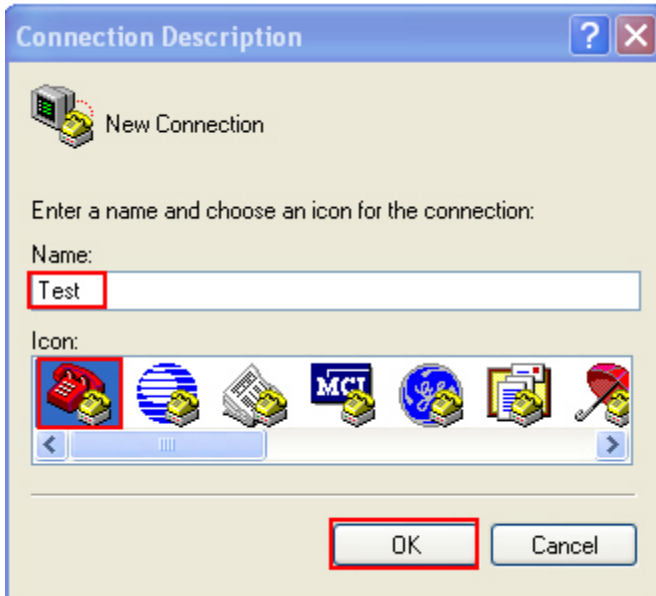 Connection Description
?
New Connection
Enter a name and choose an icon for the connection:
Name:
Test
Icon:
MCI
OK Cancel